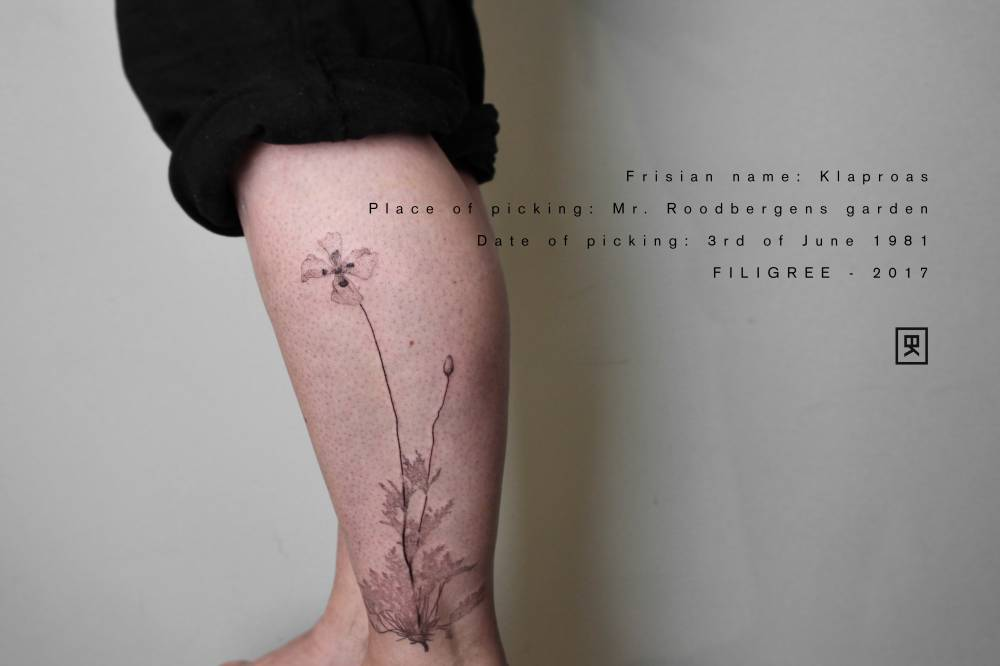 Frisian name: Klaproas
Place of picking: Mr. Roodbergens garden
Date of picking: 3rd of June 1981
FILIGREE - 2017